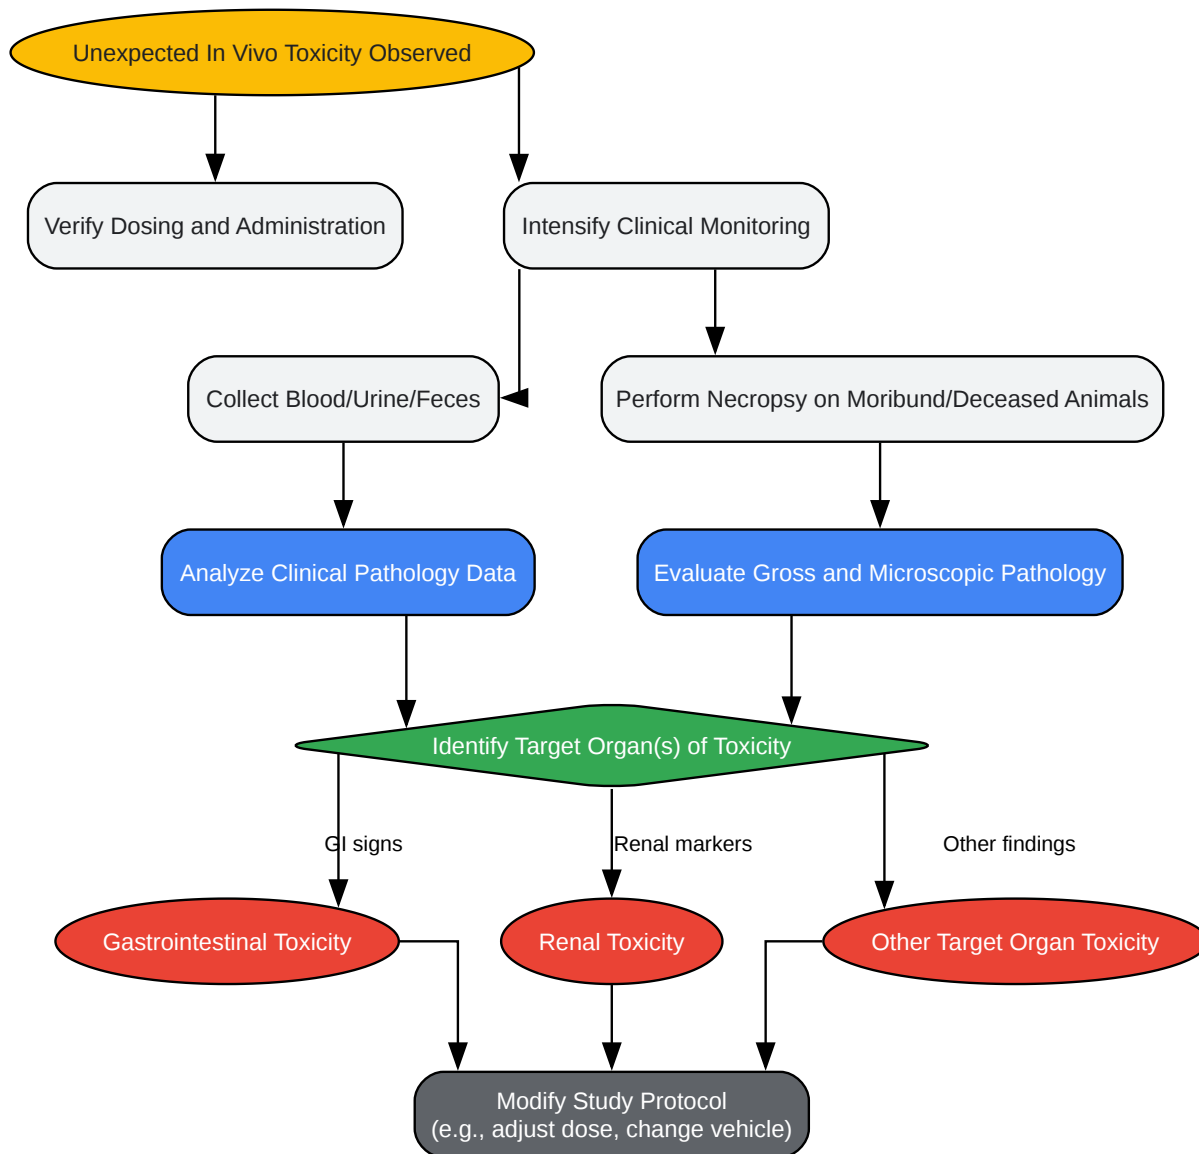 Unexpected In Vivo Toxicity Observed
Verify Dosing and Administration
Intensify Clinical Monitoring
Collect Blood/Urine/Feces
Perform Necropsy on Moribund/Deceased Animals
Analyze Clinical Pathology Data
Evaluate Gross and Microscopic Pathology
Identify Target Organ(s) of Toxicity
GI signs
Renal markers
Other findings
Gastrointestinal Toxicity
Renal Toxicity
Other Target Organ Toxicity
Modify Study Protocol
(e.g., adjust dose, change vehicle)